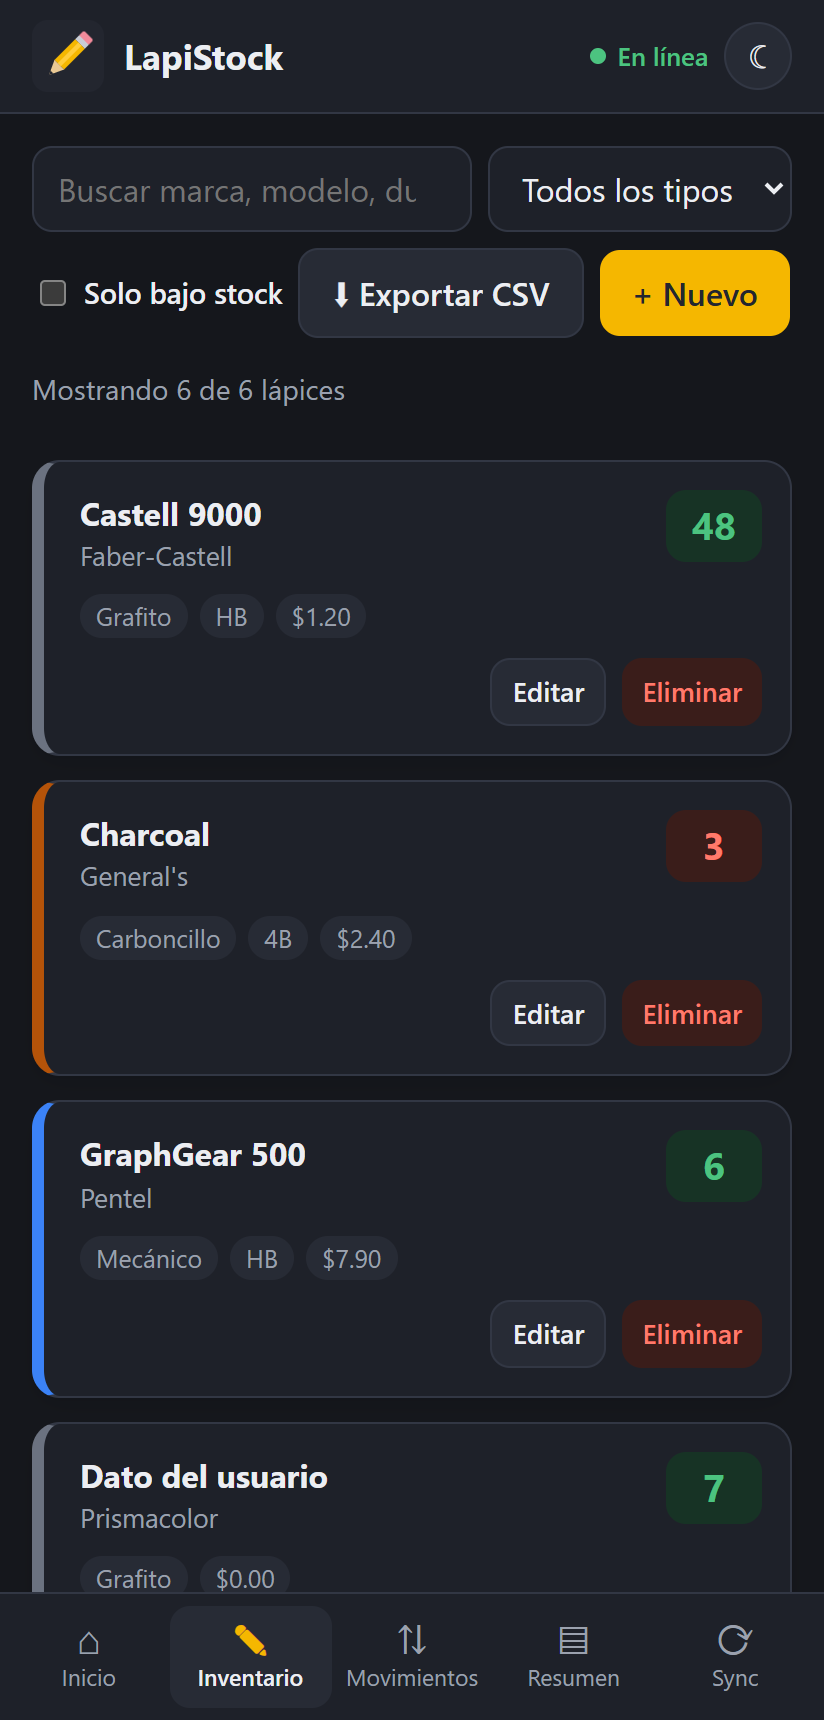 LapiStock
En línea
Buscar marca, modelo, du
Todos los tipos
Solo bajo stock
⬇ Exportar CSV
+ Nuevo
Mostrando 6 de 6 lápices
Castell 9000
48
Faber-Castell
Grafito HB $1.20
Editar Eliminar
Charcoal
3
General's
Carboncillo 4B $2.40
Editar Eliminar
GraphGear 500
6
Pentel
Mecánico HB $7.90
Editar Eliminar
Dato del usuario
7
Prismacolor
Grafito $0.00
Inicio Inventario Movimientos Resumen Sync